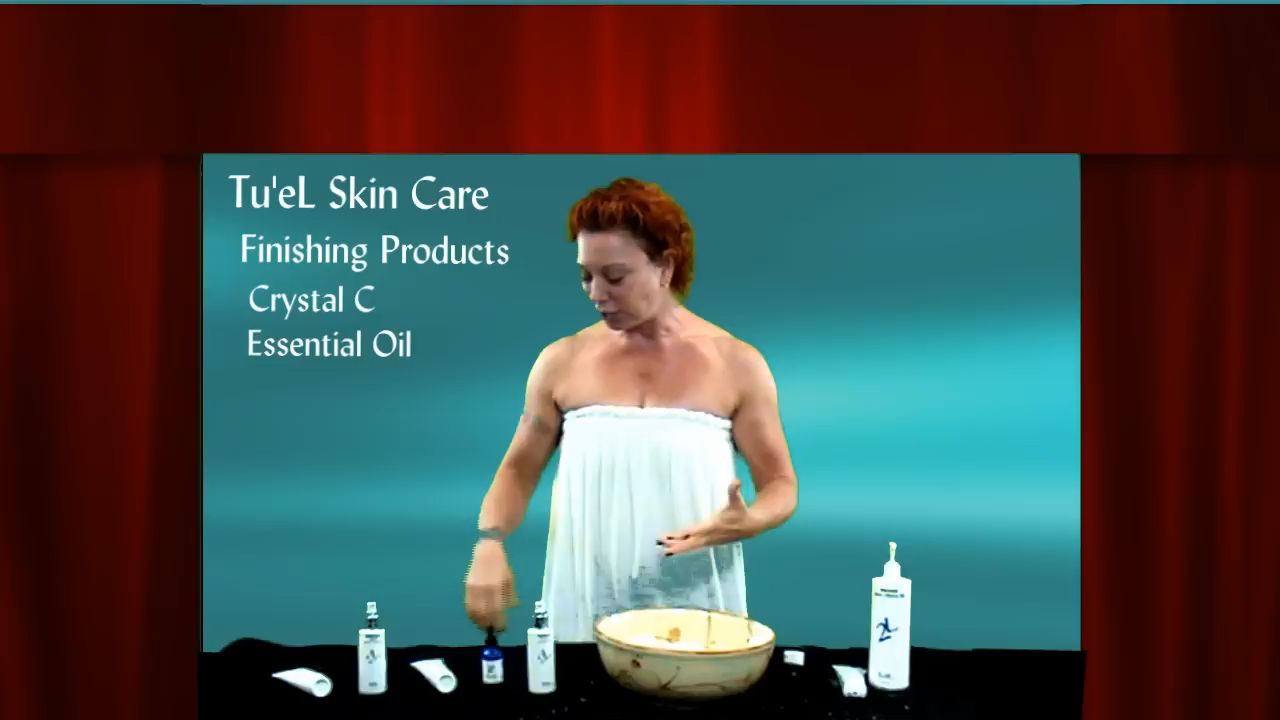 Tu'eL Skin Care
Finishing Products
Crystal C
Essential Oil